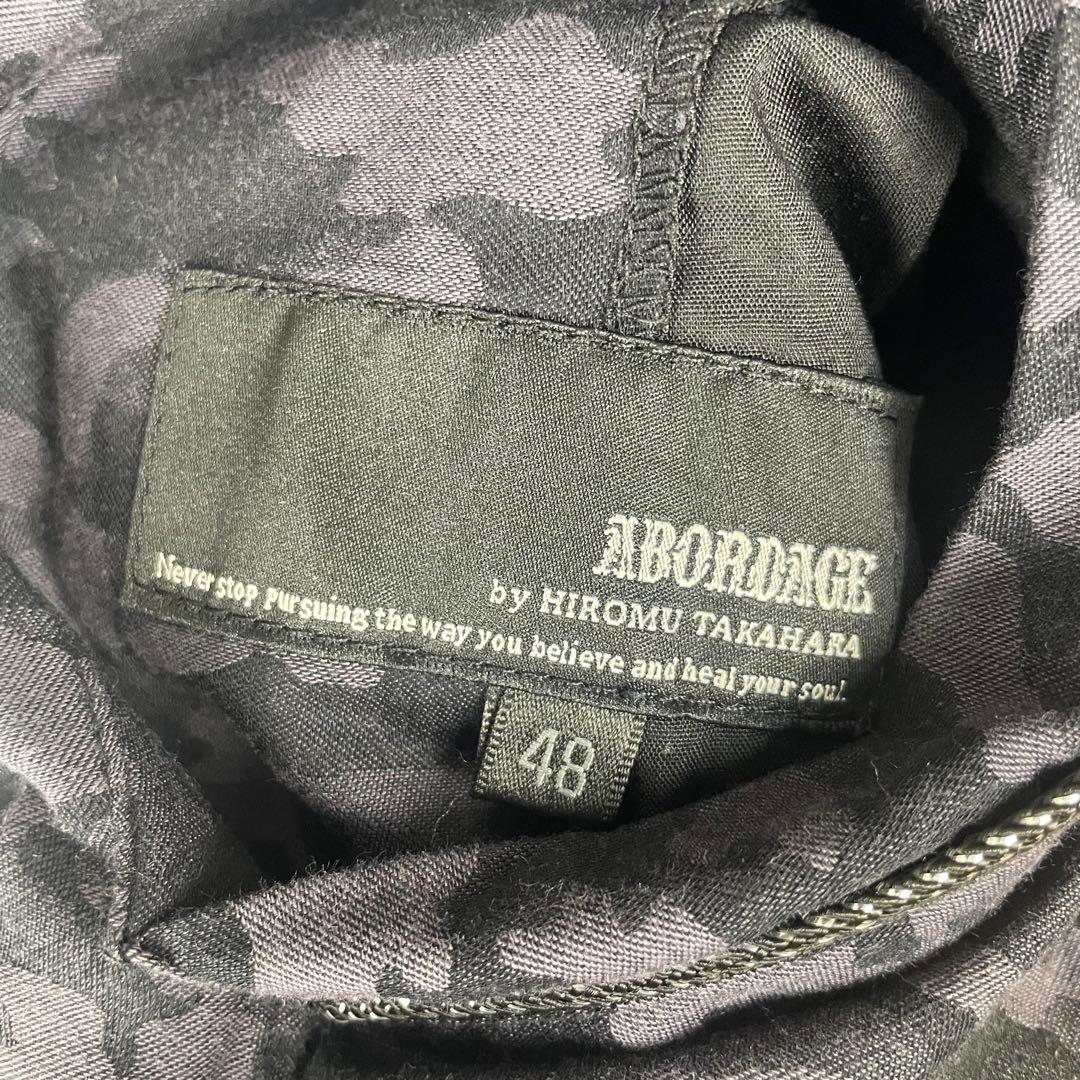 ABORDAGE
by HIROMU TAKAHARA
Never stop Pursuing the way you believe and heal your soul.
48